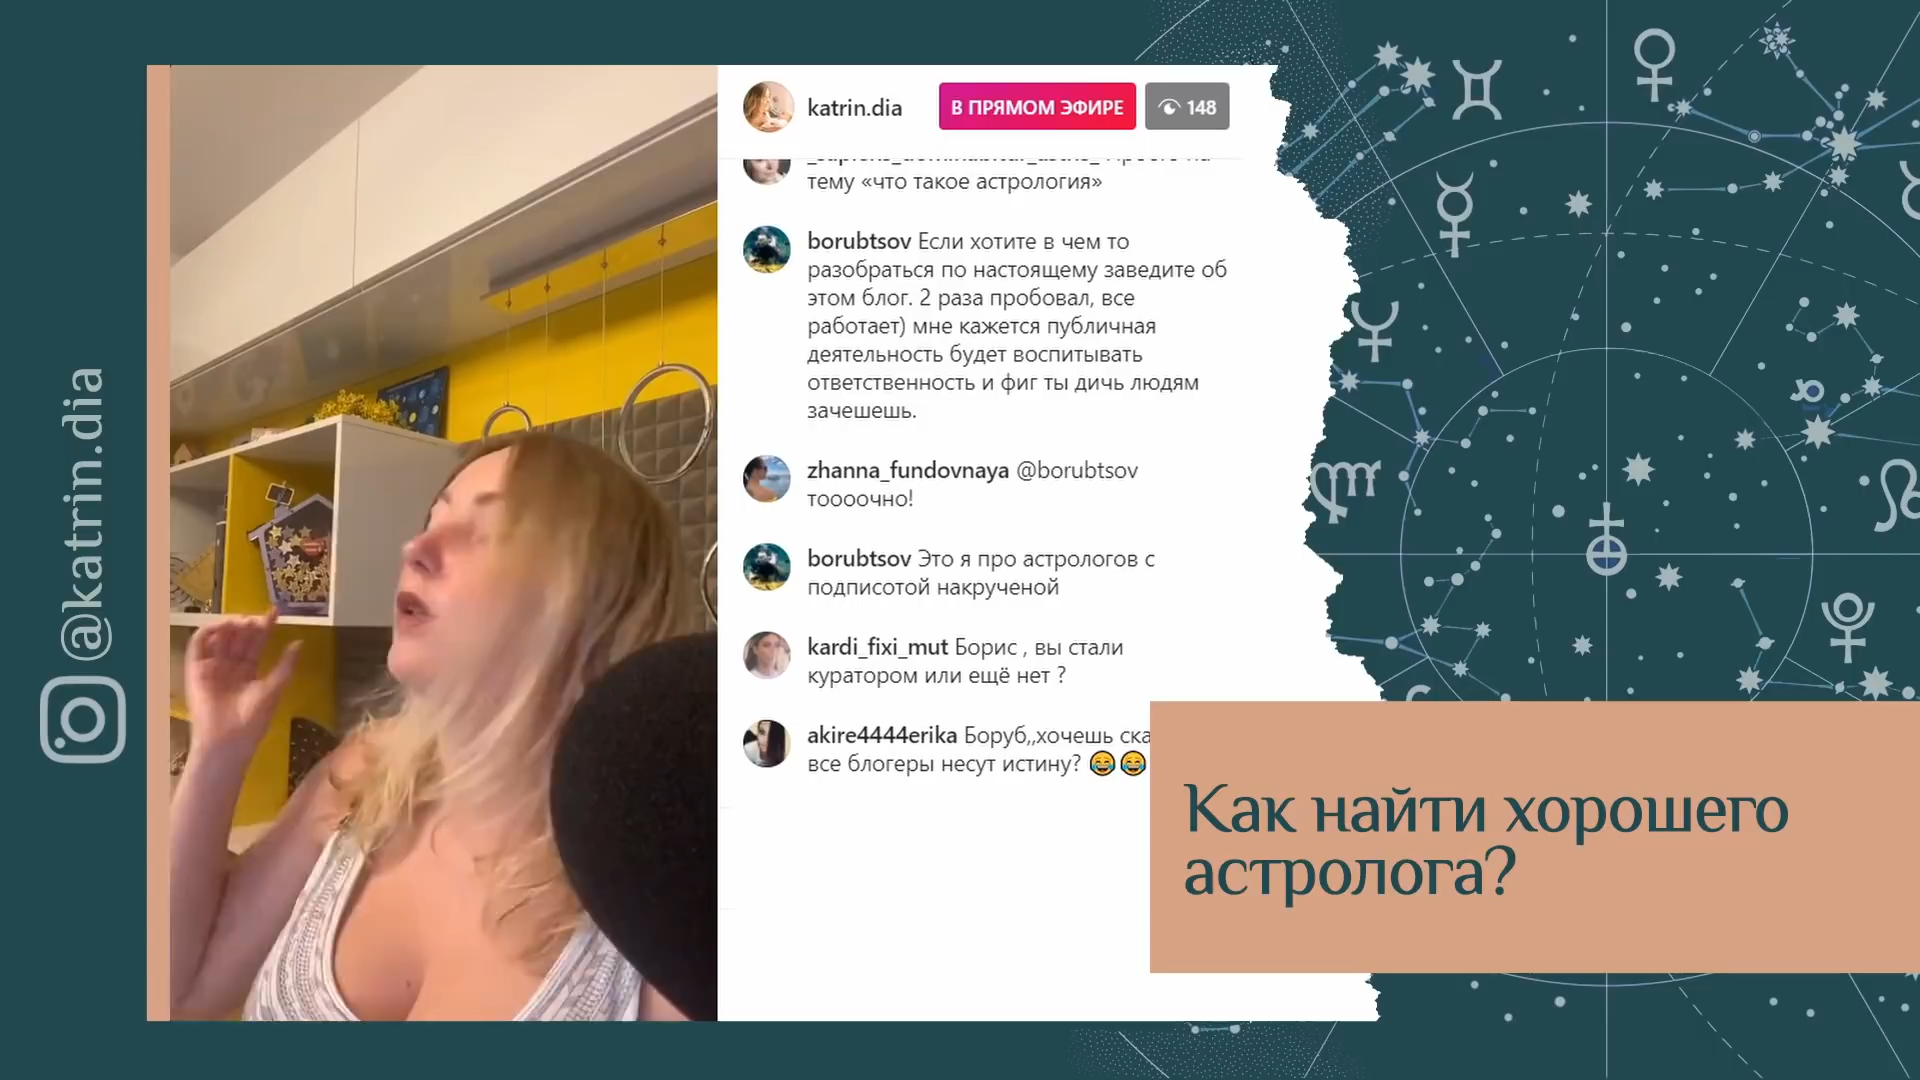 @katrin.dia
katrin.dia
В ПРЯМОМ ЭФИРЕ
148
тему «что такое астрология»
borubtsov Если хотите в чем то
разобраться по настоящему заведите об
этом блог. 2 раза пробовал, все
работает) мне кажется публичная
деятельность будет воспитывать
ответственность и фиг ты дичь людям
зачешешь.
zhanna_fundovnaya @borubtsov
тоооочно!
borubtsov Это я про астрологов с
подписотой накрученой
kardi_fixi_mut Борис , вы стали
куратором или ещё нет ?
akire4444erika Боруб,,хочешь ска
все блогеры несут истину? 😂😂
Как найти хорошего
астролога?